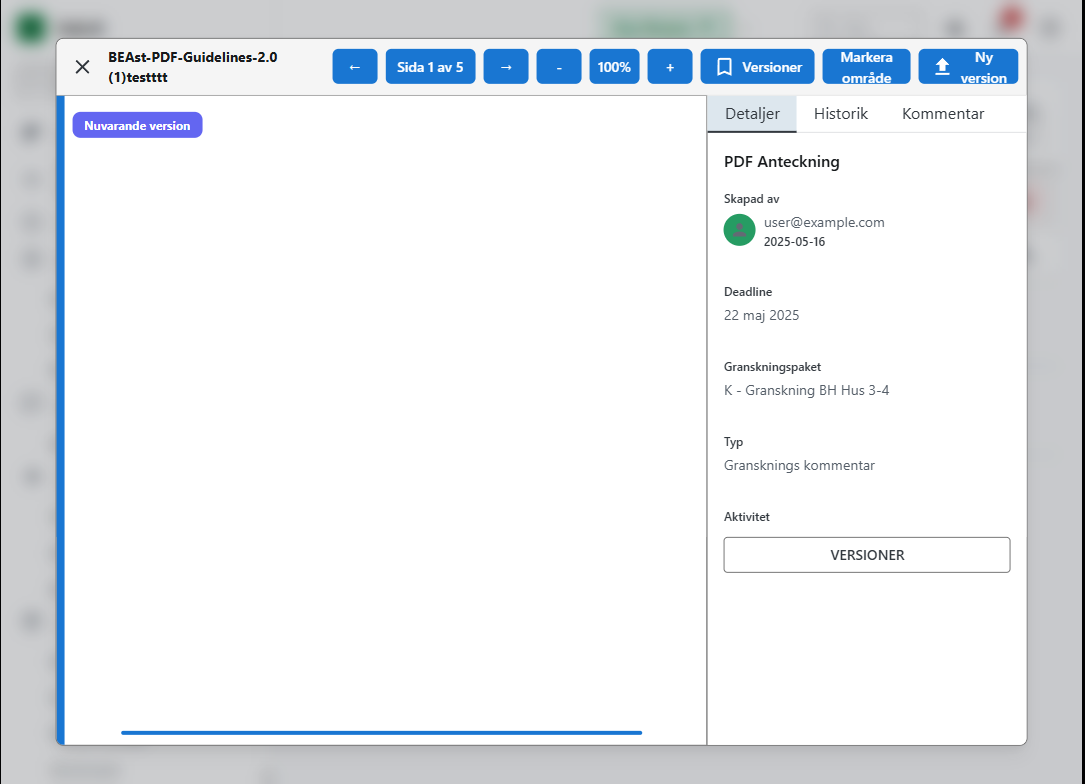 BEAst-PDF-Guidelines-2.0
(1)testttt
←
Sida 1 av 5
→
-
100%
+
Versioner
Markera
område
Ny
version
Nuvarande version
Detaljer
Historik
Kommentar
PDF Anteckning
Skapad av
user@example.com
2025-05-16
Deadline
22 maj 2025
Granskningspaket
K - Granskning BH Hus 3-4
Typ
Gransknings kommentar
Aktivitet
VERSIONER